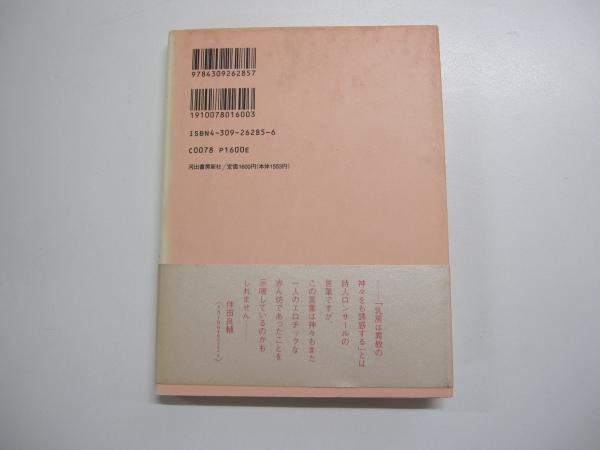 9784309262857
1910078016003
ISBN4-309-26285-6
C0078 P1600E
河出書房新社／定価1600円(本体1553円)
――「乳房は異教の
神々をも誘惑する」とは
詩人ロンサールの
言葉ですが、
この言葉は神々もまた
一人のエロチックな
赤ん坊であったことを
示唆しているのかも
しれません――
伴田良輔